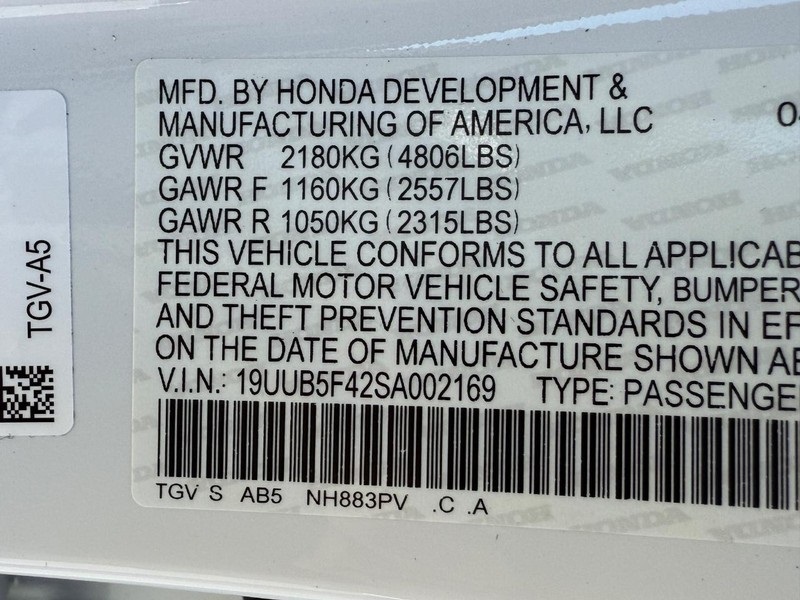 MFD. BY HONDA DEVELOPMENT &
MANUFACTURING OF AMERICA, LLC
GVWR 2180KG (4806LBS)
GAWR F 1160KG (2557LBS)
GAWR R 1050KG (2315LBS)
THIS VEHICLE CONFORMS TO ALL APPLICAB
FEDERAL MOTOR VEHICLE SAFETY, BUMPER
AND THEFT PREVENTION STANDARDS IN EF
ON THE DATE OF MANUFACTURE SHOWN AB
V.I.N.: 19UUB5F42SA002169 TYPE: PASSENGE
TGV S AB5 NH883PV .C .A
TGV-A5